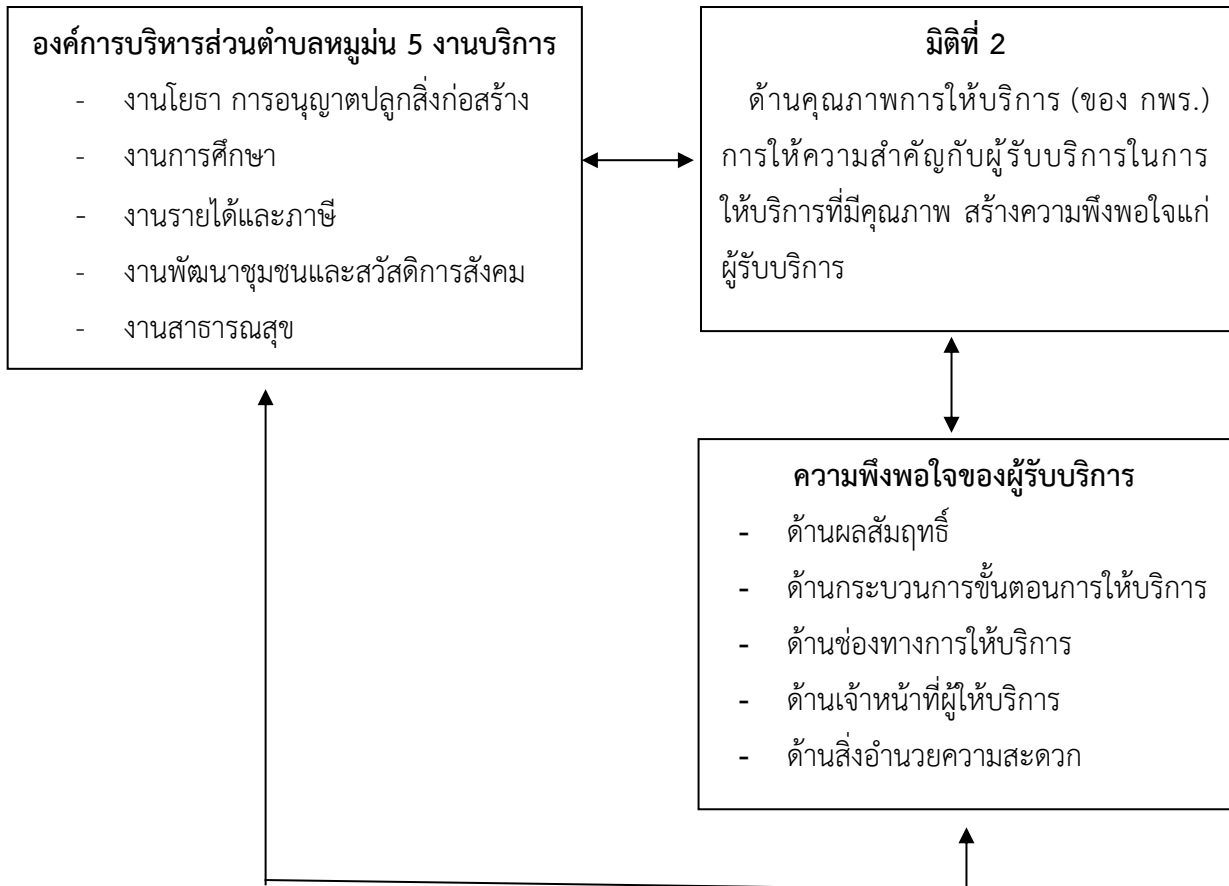 องค์การบริหารส่วนตำบลหมูม่น 5 งานบริการ
- งานโยธา การอนุญาตปลูกสิ่งก่อสร้าง
- งานการศึกษา
- งานรายได้และภาษี
- งานพัฒนาชุมชนและสวัสดิการสังคม
- งานสาธารณสุข
มิติที่ 2
ด้านคุณภาพการให้บริการ (ของ กพร.)
การให้ความสำคัญกับผู้รับบริการในการ
ให้บริการที่มีคุณภาพ สร้างความพึงพอใจแก่
ผู้รับบริการ
ความพึงพอใจของผู้รับบริการ
- ด้านผลสัมฤทธิ์
- ด้านกระบวนการขั้นตอนการให้บริการ
- ด้านช่องทางการให้บริการ
- ด้านเจ้าหน้าที่ผู้ให้บริการ
- ด้านสิ่งอำนวยความสะดวก